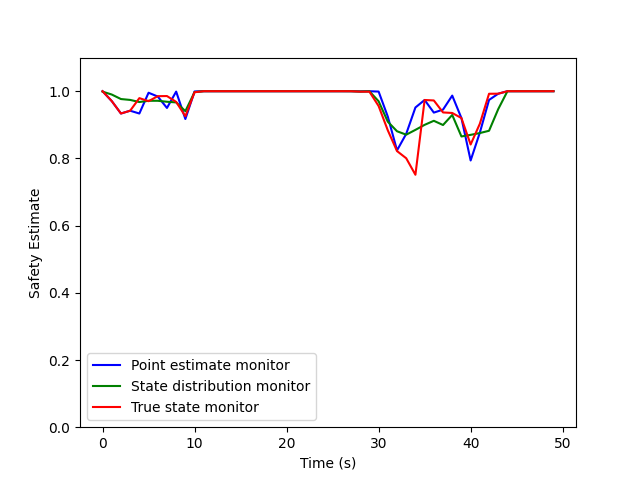 1.0
0.8
0.6
0.4
0.2
0.0
Safety Estimate
Point estimate monitor
State distribution monitor
True state monitor
0 10 20 30 40 50
Time (s)